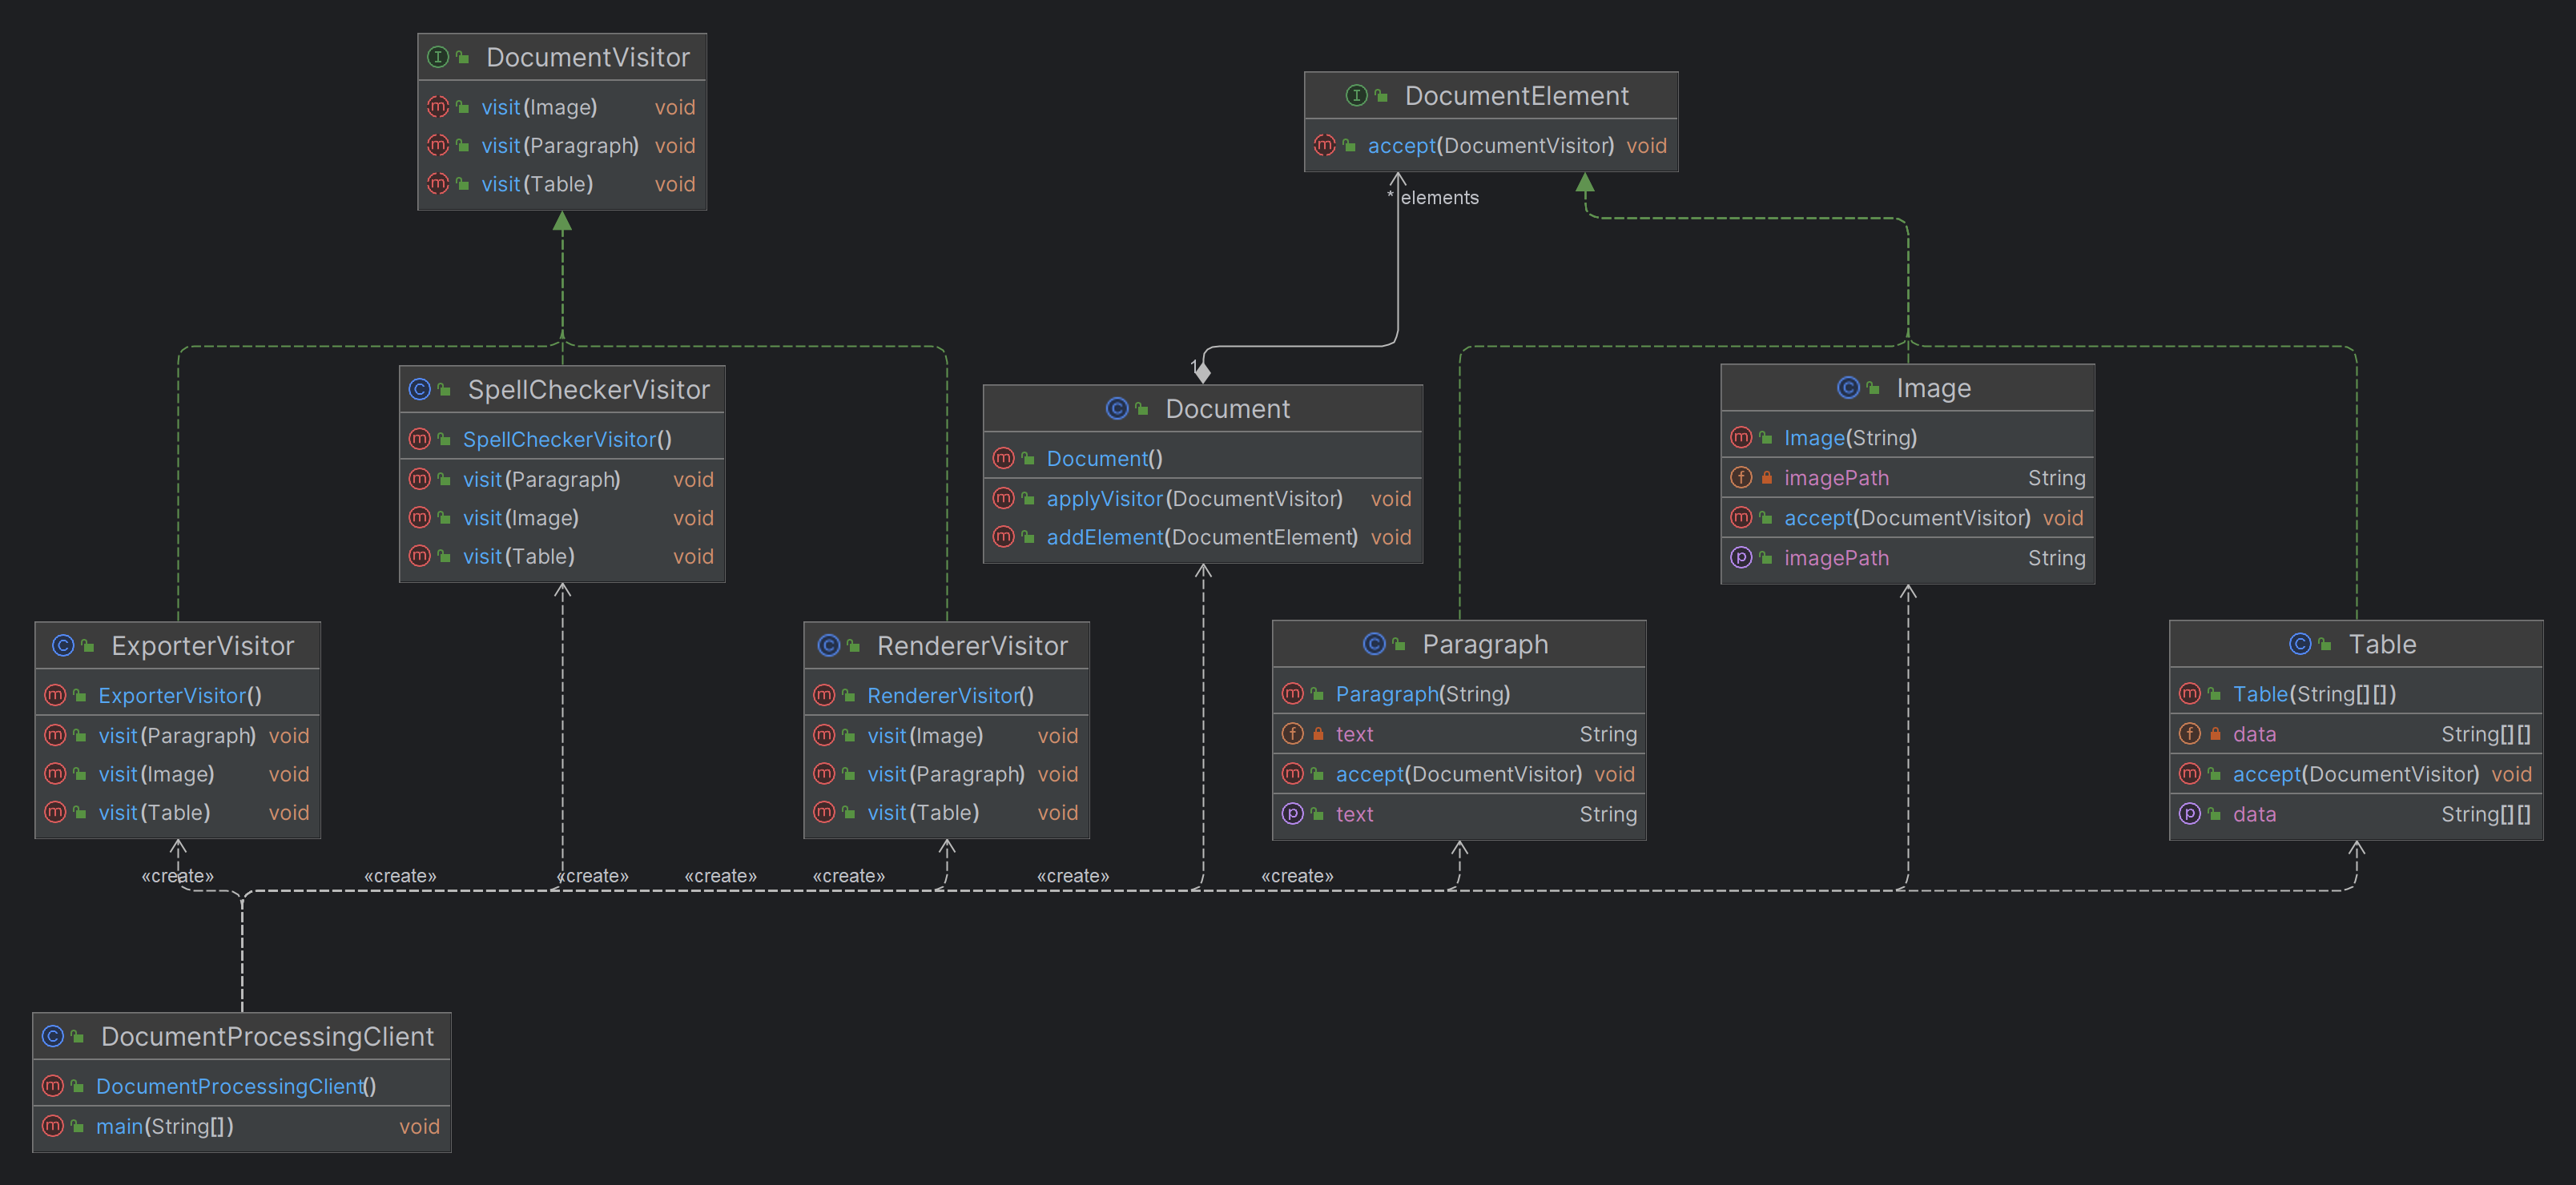 DocumentVisitor
visit(Image) void
visit(Paragraph) void
visit(Table) void
DocumentElement
accept(DocumentVisitor) void
* elements
1
SpellCheckerVisitor
SpellCheckerVisitor()
visit(Paragraph) void
visit(Image) void
visit(Table) void
Document
Document()
applyVisitor(DocumentVisitor) void
addElement(DocumentElement) void
Image
Image(String)
imagePath String
accept(DocumentVisitor) void
imagePath String
ExporterVisitor
ExporterVisitor()
visit(Paragraph) void
visit(Image) void
visit(Table) void
RendererVisitor
RendererVisitor()
visit(Image) void
visit(Paragraph) void
visit(Table) void
Paragraph
Paragraph(String)
text String
accept(DocumentVisitor) void
text String
Table
Table(String[][])
data String[][]
accept(DocumentVisitor) void
data String[][]
«create» «create» «create» «create» «create» «create» «create»
DocumentProcessingClient
DocumentProcessingClient()
main(String[]) void